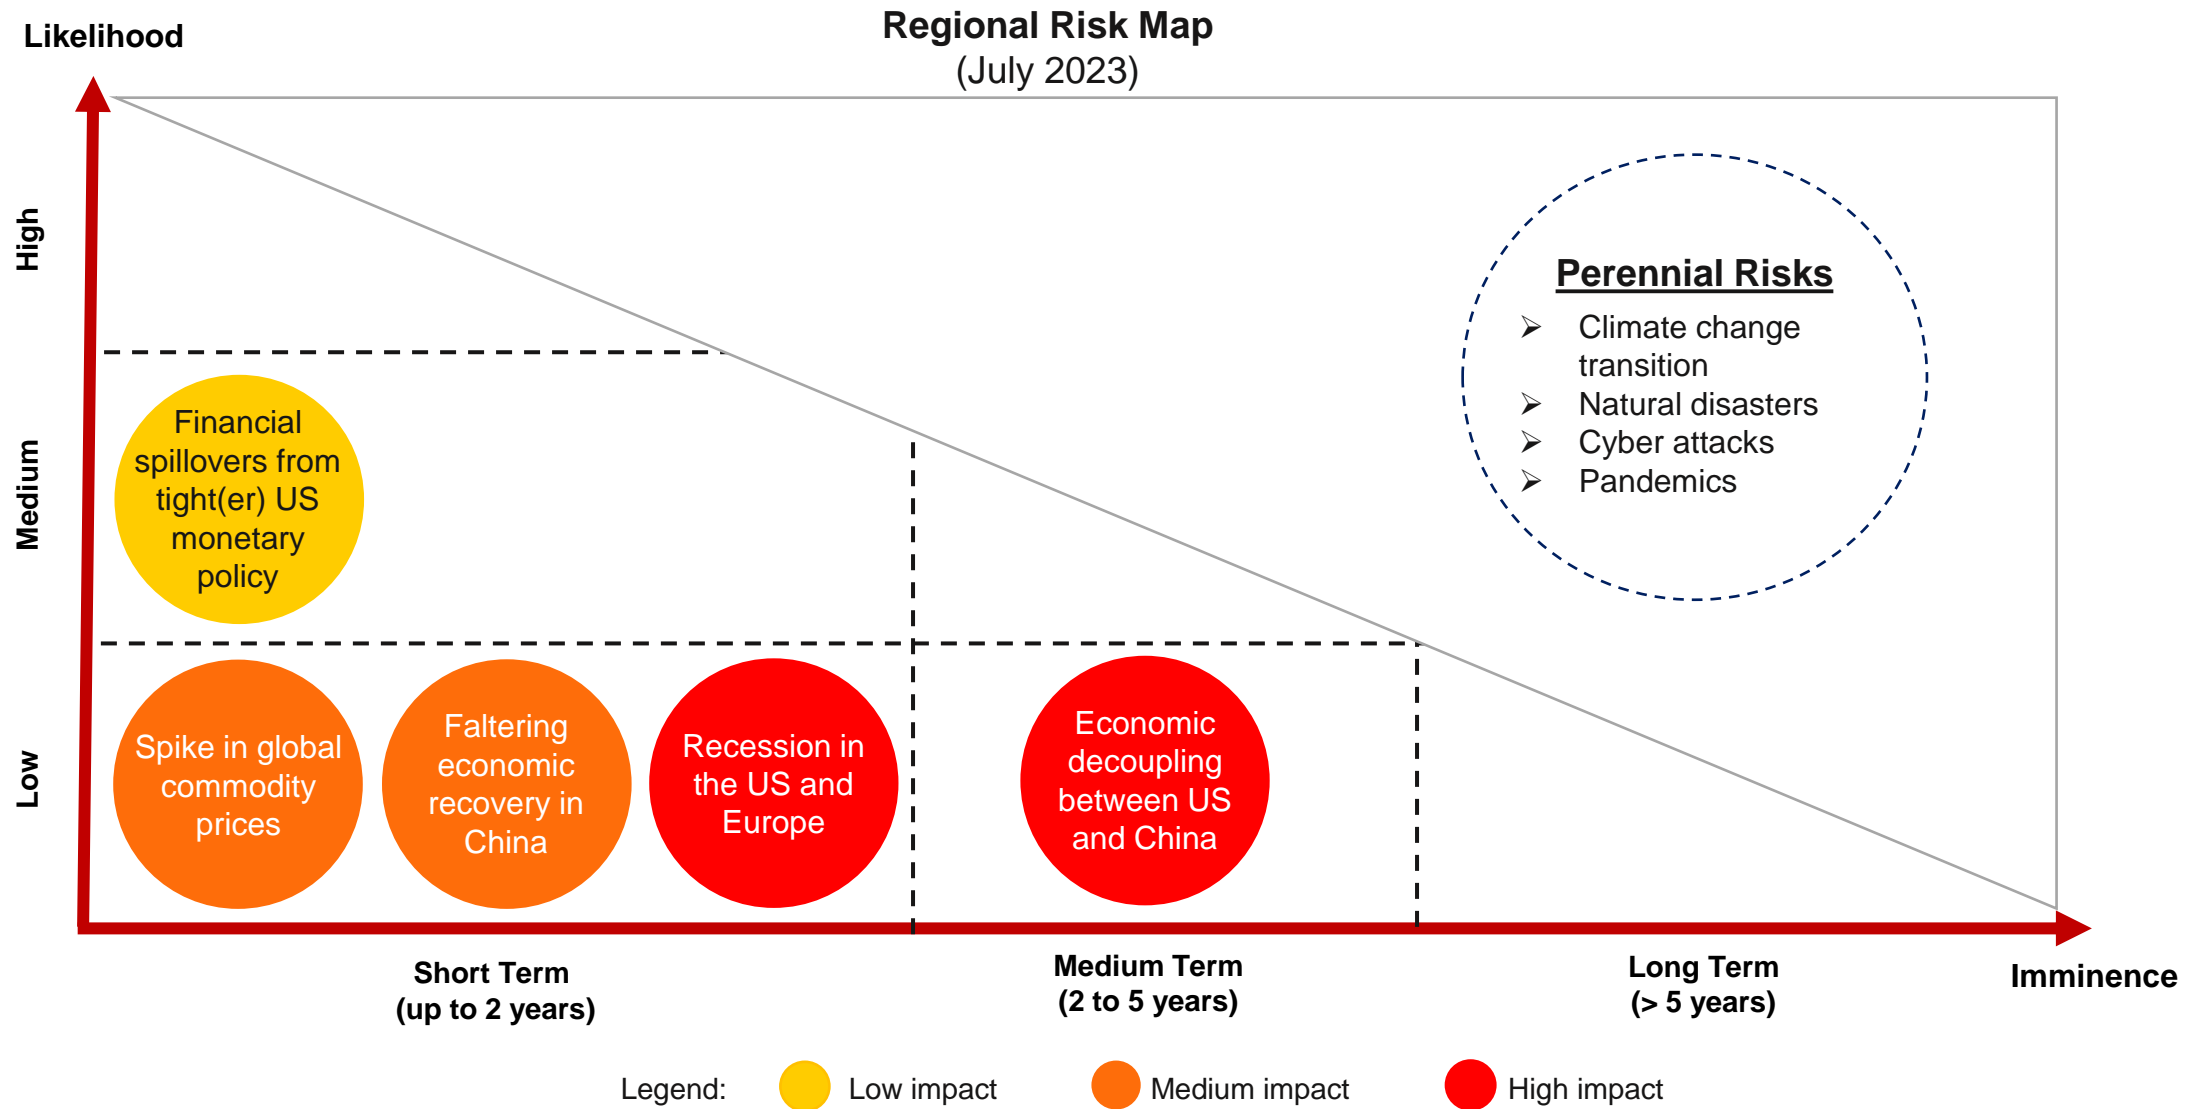 Regional Risk Map
(July 2023)
Likelihood
High
Medium
Low
Perennial Risks
➢ Climate change
transition
➢ Natural disasters
➢ Cyber attacks
➢ Pandemics
Financial
spillovers from
tight(er) US
monetary
policy
Spike in global
commodity
prices
Faltering
economic
recovery in
China
Recession in
the US and
Europe
Economic
decoupling
between US
and China
Short Term
(up to 2 years)
Medium Term
(2 to 5 years)
Long Term
(> 5 years)
Imminence
Legend: Low impact Medium impact High impact